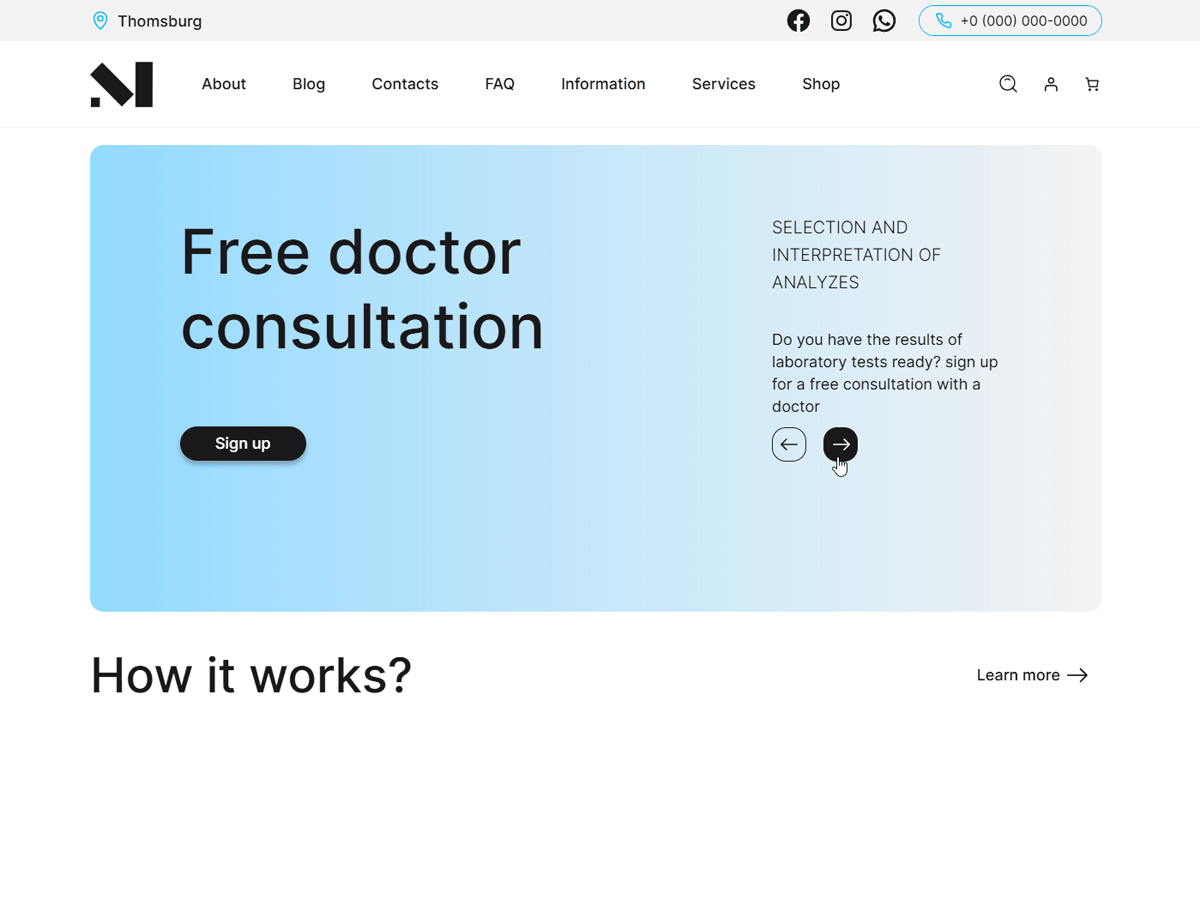 Thomsburg
+0 (000) 000-0000
About
Blog
Contacts
FAQ
Information
Services
Shop
Free doctor
consultation
Sign up
SELECTION AND
INTERPRETATION OF
ANALYZES
Do you have the results of
laboratory tests ready? sign up
for a free consultation with a
doctor
How it works?
Learn more